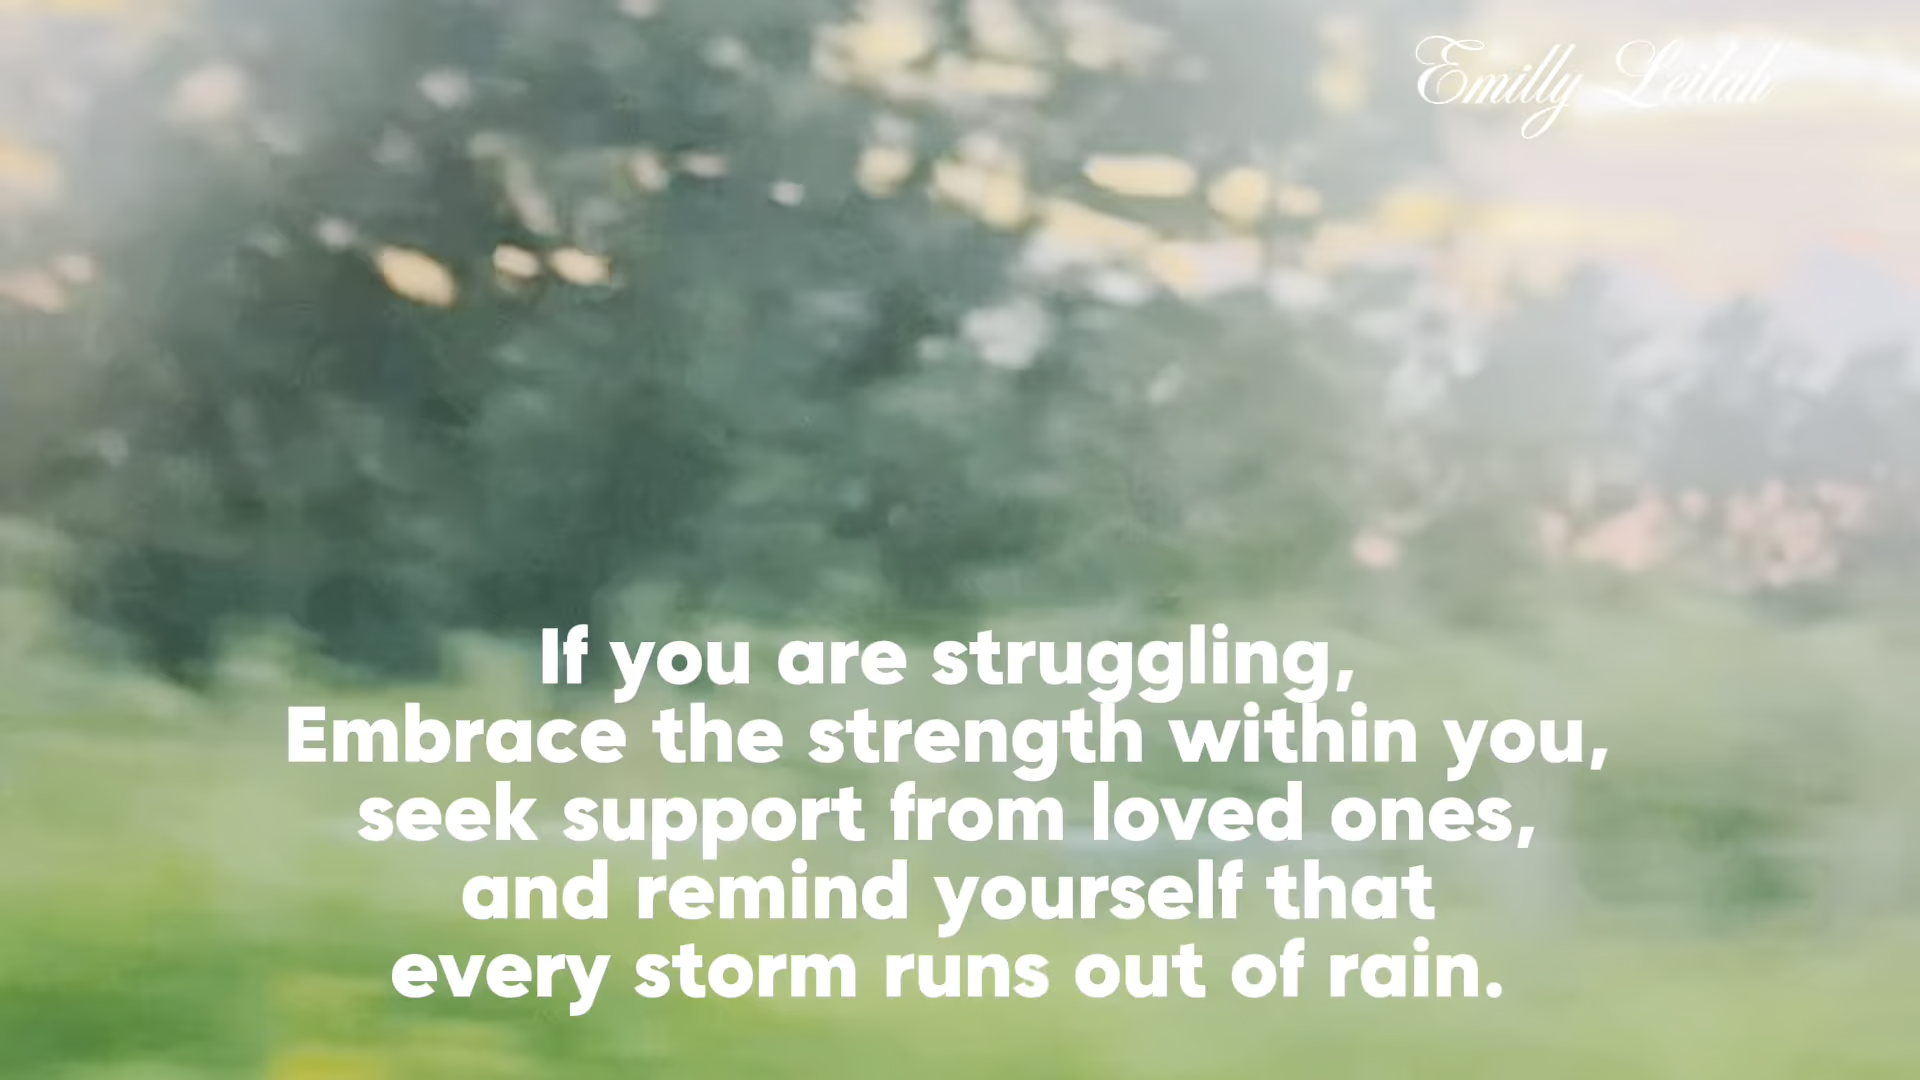 Emilly Leilah
If you are struggling,
Embrace the strength within you,
seek support from loved ones,
and remind yourself that
every storm runs out of rain.